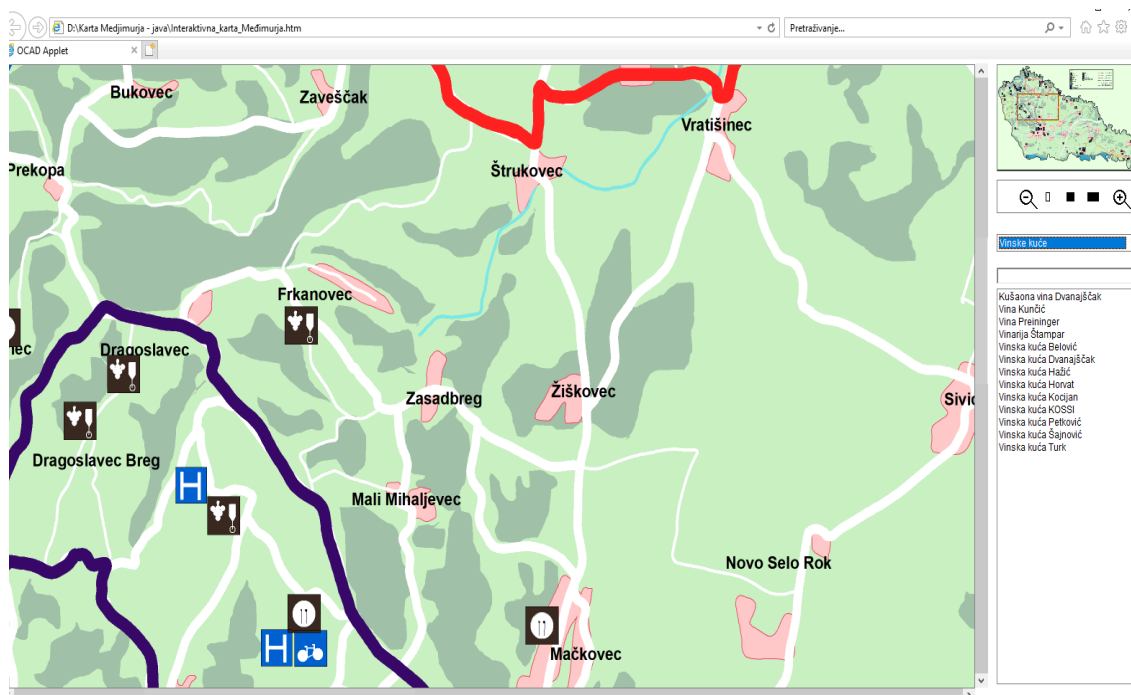 D:\Karta Medjimurja - java\Interaktivna_karta_Međimurja.htm
Pretraživanje...
OCAD Applet
Bukovec
Zaveščak
Vratišinec
Prekopa
Štrukovec
Frkanovec
Dragoslavec
Žiškovec
Zasadbreg
Dragoslavec Breg
H
Mali Mihaljevec
Novo Selo Rok
H
Mačkovec
Vinske kuće
Kušaona vina Dvanajščak
Vina Kunčić
Vina Preininger
Vinarija Štampar
Vinska kuća Belović
Vinska kuća Dvanajščak
Vinska kuća Hažić
Vinska kuća Horvat
Vinska kuća Kocijan
Vinska kuća KOSSI
Vinska kuća Petković
Vinska kuća Šajnović
Vinska kuća Turk